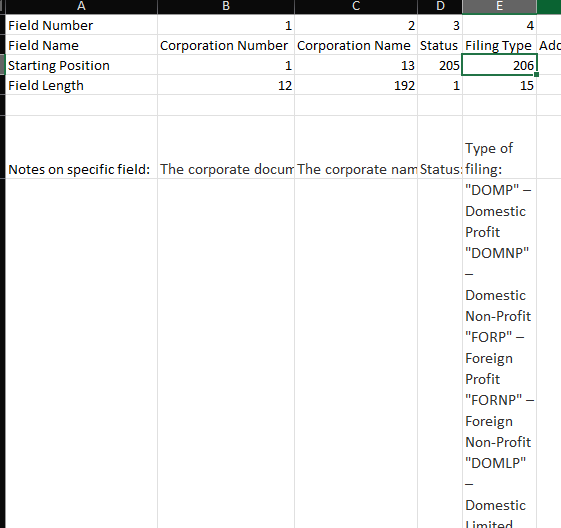 A B C D E
Field Number 1 2 3 4
Field Name Corporation Number Corporation Name Status Filing Type Adc
Starting Position 1 13 205 206
Field Length 12 192 1 15
Type of
Notes on specific field: The corporate docum The corporate nam Status: filing:
"DOMP" –
Domestic
Profit
"DOMNP"
–
Domestic
Non-Profit
"FORP" –
Foreign
Profit
"FORNP" –
Foreign
Non-Profit
"DOMLP"
–
Domestic
Limited